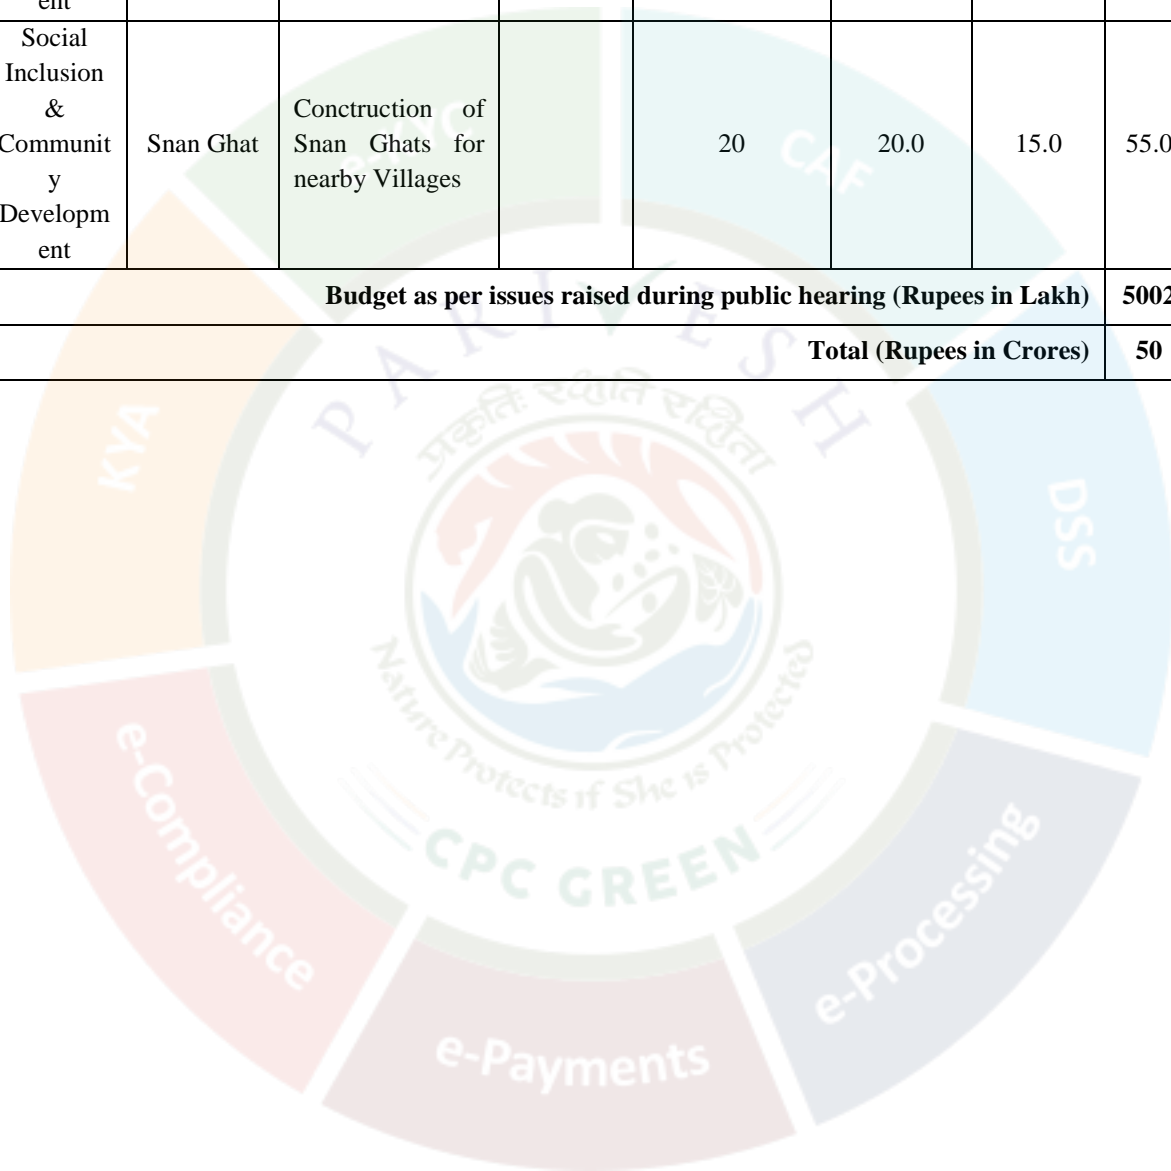 ent
Social
Inclusion
&
Communit
y
Developm
ent
Snan Ghat
Conctruction of
Snan Ghats for
nearby Villages
20
20.0
15.0
55.0
Budget as per issues raised during public hearing (Rupees in Lakh)
5002
Total (Rupees in Crores)
50
e-KYC
CAF
KYA
DSS
PARIVESH
प्रकृतिः रक्षति रक्षिता
Nature Protects if She is Protected
CPC GREEN
e-Compliance
e-Processing
e-Payments